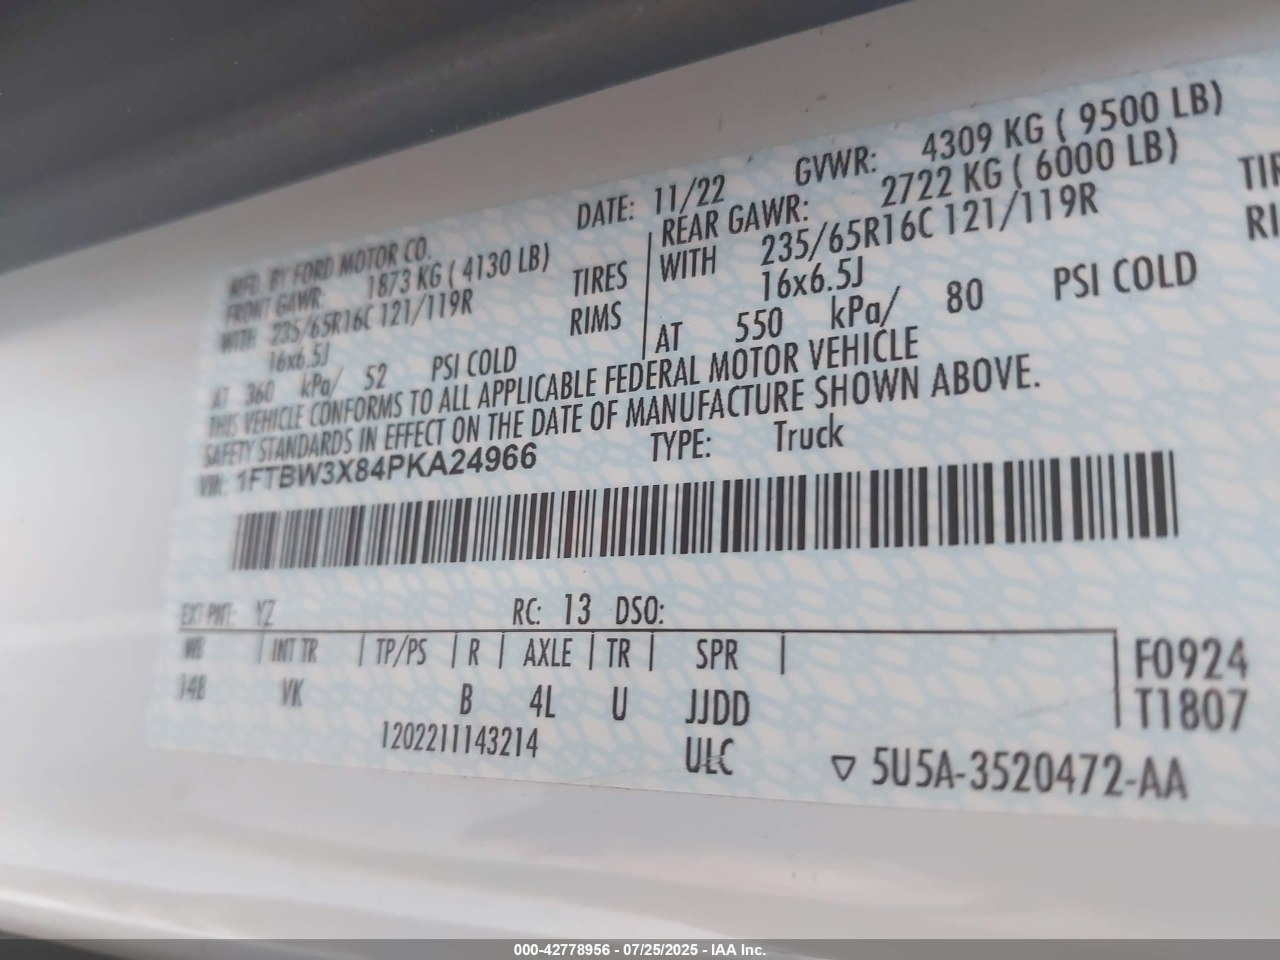 MFD. BY FORD MOTOR CO.
DATE: 11/22
GVWR: 4309 KG ( 9500 LB)
FRONT GAWR: 1873 KG ( 4130 LB)
REAR GAWR: 2722 KG ( 6000 LB)
WITH 235/65R16C 121/119R TIRES
WITH 235/65R16C 121/119R TIR
16x6.5J RIMS
16x6.5J RI
AT 360 kPa/ 52 PSI COLD
AT 550 kPa/ 80 PSI COLD
THIS VEHICLE CONFORMS TO ALL APPLICABLE FEDERAL MOTOR VEHICLE
SAFETY STANDARDS IN EFFECT ON THE DATE OF MANUFACTURE SHOWN ABOVE.
VIN: 1FTBW3X84PKA24966
TYPE: Truck
EXT PNT: YZ RC: 13 DSO:
WB | INT TR | TP/PS | R | AXLE | TR | SPR |
148 VK B 4L U JJDD
F0924
T1807
1202211143214 ULC
▽ 5U5A-3520472-AA
000-42778956 - 07/25/2025 - IAA Inc.